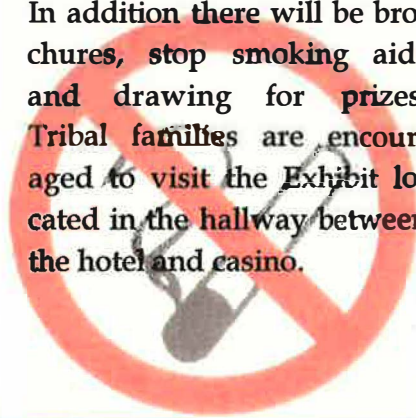 In addition there will be bro
chures, stop smoking aid
and drawing for prizes
Tribal families are encour
aged to visit the Exhibit lo
cated in the hallway between
the hotel and casino.